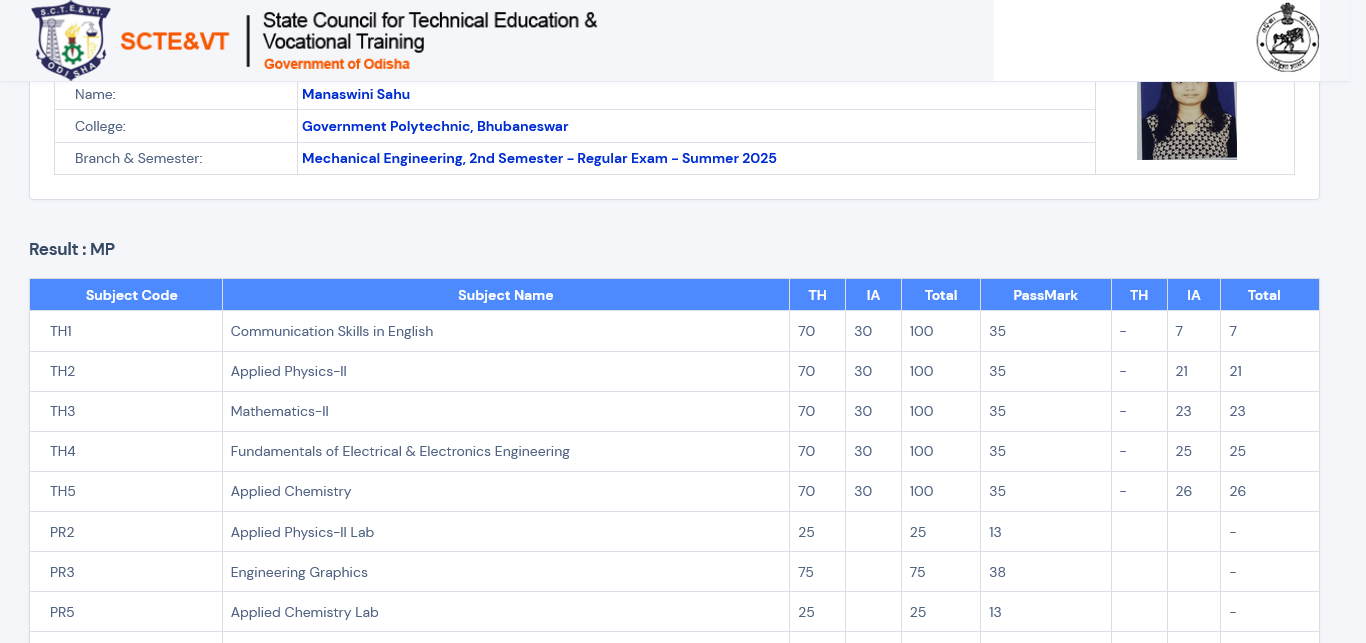 S.C.T.E.&V.T.
ODISHA
SCTE&VT
State Council for Technical Education &
Vocational Training
Government of Odisha
Name: Manaswini Sahu
College: Government Polytechnic, Bhubaneswar
Branch & Semester: Mechanical Engineering, 2nd Semester - Regular Exam - Summer 2025
Result : MP
Subject Code Subject Name TH IA Total PassMark TH IA Total
TH1 Communication Skills in English 70 30 100 35 - 7 7
TH2 Applied Physics-II 70 30 100 35 - 21 21
TH3 Mathematics-II 70 30 100 35 - 23 23
TH4 Fundamentals of Electrical & Electronics Engineering 70 30 100 35 - 25 25
TH5 Applied Chemistry 70 30 100 35 - 26 26
PR2 Applied Physics-II Lab 25 25 13 -
PR3 Engineering Graphics 75 75 38 -
PR5 Applied Chemistry Lab 25 25 13 -